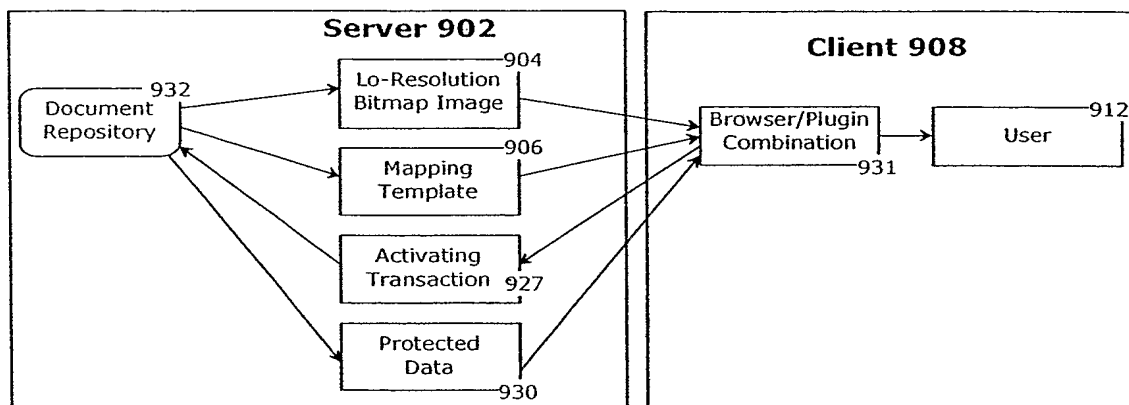 Server 902
932
Document
Repository
904
Lo-Resolution
Bitmap Image
906
Mapping
Template
Activating
Transaction
927
Protected
Data
930
Client 908
Browser/Plugin
Combination
931
912
User